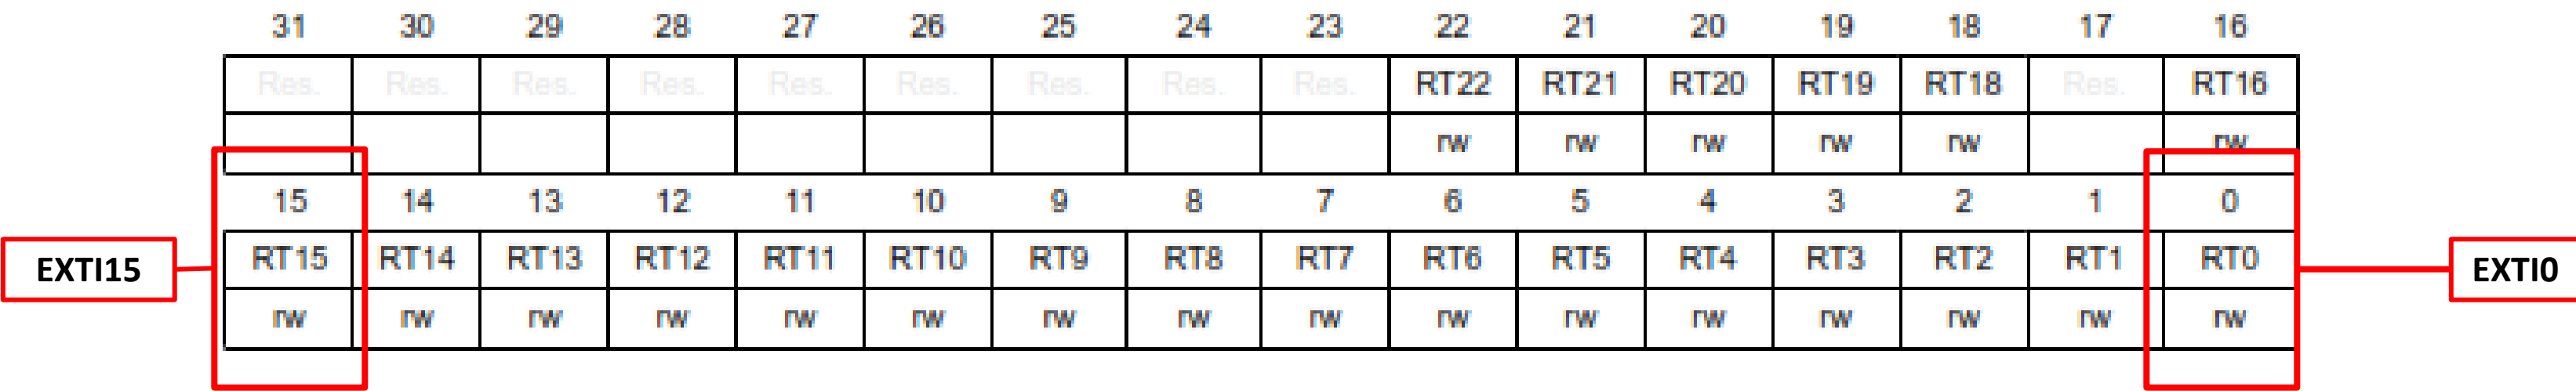 31 30 29 28 27 26 25 24 23 22 21 20 19 18 17 16
Res. Res. Res. Res. Res. Res. Res. Res. Res. RT22 RT21 RT20 RT19 RT18 Res. RT16
rw rw rw rw rw rw
15 14 13 12 11 10 9 8 7 6 5 4 3 2 1 0
EXTI15 RT15 RT14 RT13 RT12 RT11 RT10 RT9 RT8 RT7 RT6 RT5 RT4 RT3 RT2 RT1 RT0 EXTI0
rw rw rw rw rw rw rw rw rw rw rw rw rw rw rw rw